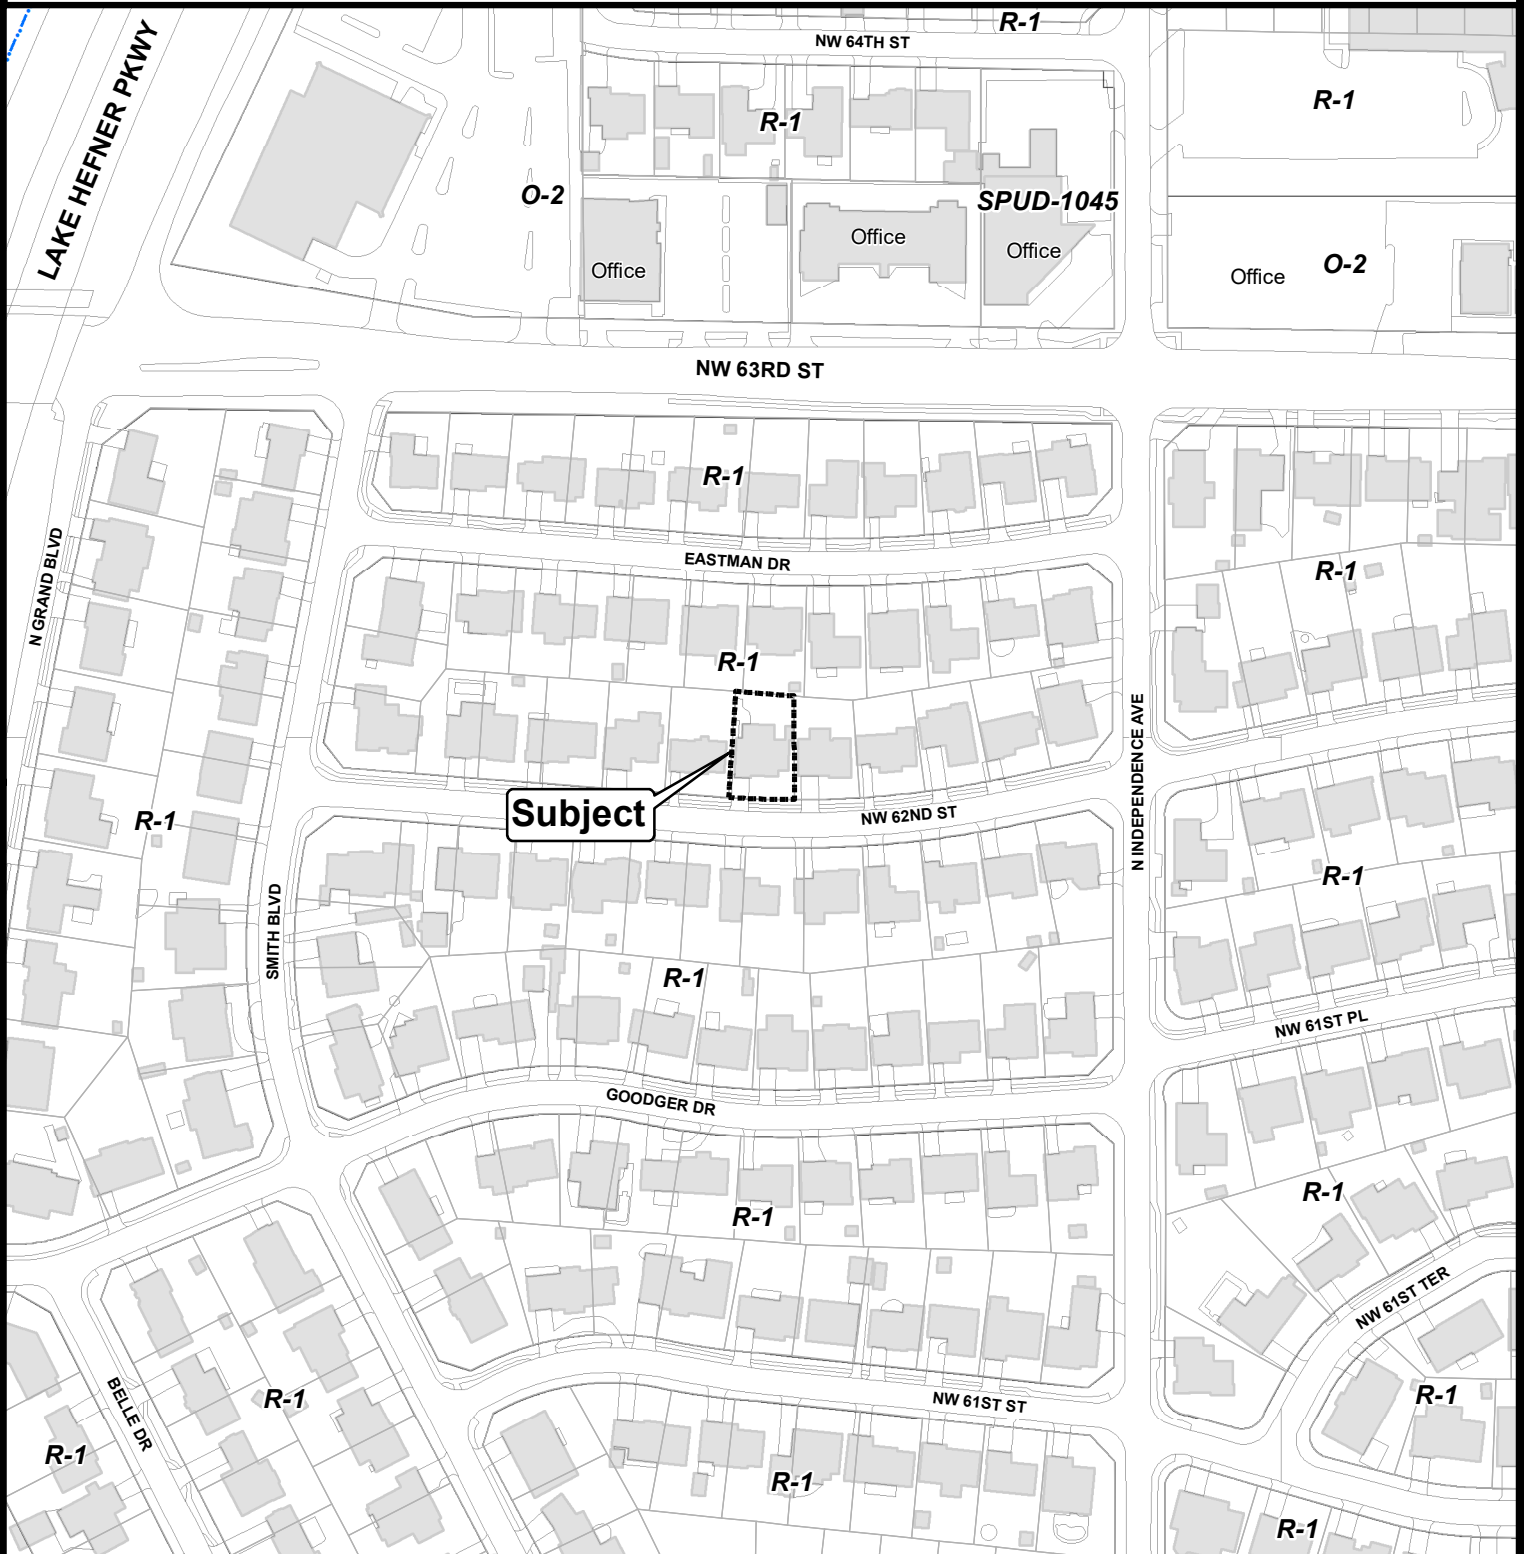 R-1
NW 64TH ST
LAKE HEFNER PKWY
R-1
R-1
O-2
SPUD-1045
Office
Office
Office
Office
O-2
NW 63RD ST
R-1
N GRAND BLVD
EASTMAN DR
R-1
R-1
N INDEPENDENCE AVE
Subject
R-1
NW 62ND ST
SMITH BLVD
R-1
R-1
NW 61ST PL
GOODGER DR
R-1
R-1
NW 61ST TER
BELLE DR
R-1
NW 61ST ST
R-1
R-1
R-1
R-1